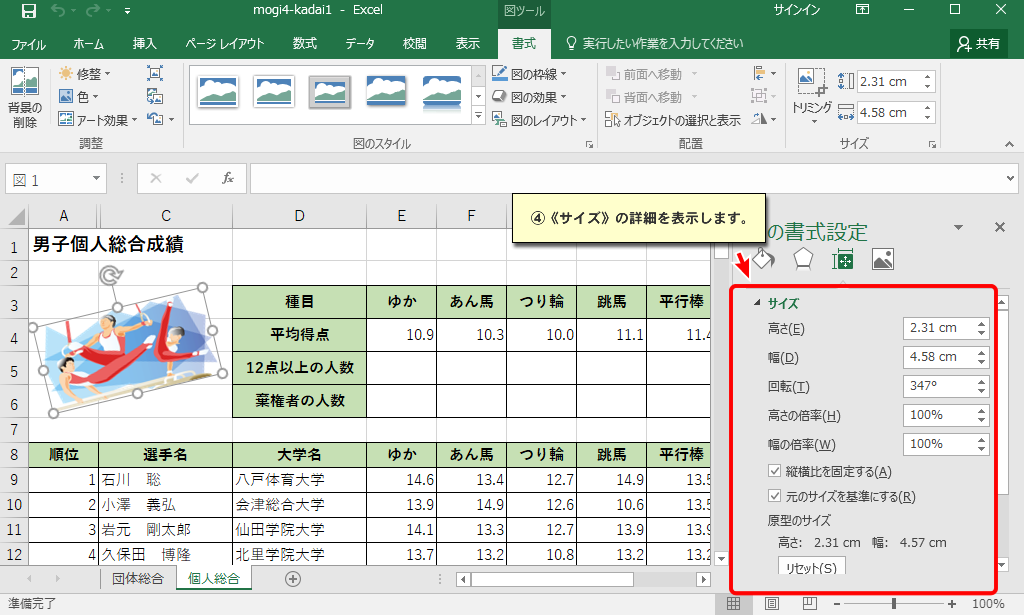 mogi4-kadai1 - Excel
図ツール
サインイン
ファイル ホーム 挿入 ページ レイアウト 数式 データ 校閲 表示 書式 実行したい作業を入力してください 共有
背景の削除
修整
色
アート効果
調整
図のスタイル
図の枠線
図の効果
図のレイアウト
前面へ移動
背面へ移動
オブジェクトの選択と表示
配置
トリミング
2.31 cm
4.58 cm
サイズ
図 1
fx
④《サイズ》の詳細を表示します。
の書式設定
A C D E F
1 男子個人総合成績
2
3 種目 ゆか あん馬 つり輪 跳馬 平行棒
4 平均得点 10.9 10.3 10.0 11.1 11.4
5 12点以上の人数
6 棄権者の人数
7
8 順位 選手名 大学名 ゆか あん馬 つり輪 跳馬 平行棒
9 1 石川 聡 八戸体育大学 14.6 13.4 12.7 14.9 13.5
10 2 小澤 義弘 会津総合大学 13.9 14.9 12.6 10.6 13.5
11 3 岩元 剛太郎 仙田学院大学 14.1 13.3 12.7 13.9 13.9
12 4 久保田 博隆 北里学院大学 13.7 13.2 10.8 13.2 13.2
サイズ
高さ(E) 2.31 cm
幅(D) 4.58 cm
回転(T) 347°
高さの倍率(H) 100%
幅の倍率(W) 100%
縦横比を固定する(A)
元のサイズを基準にする(R)
原型のサイズ
高さ: 2.31 cm 幅: 4.57 cm
リセット(S)
団体総合 個人総合
準備完了
100%